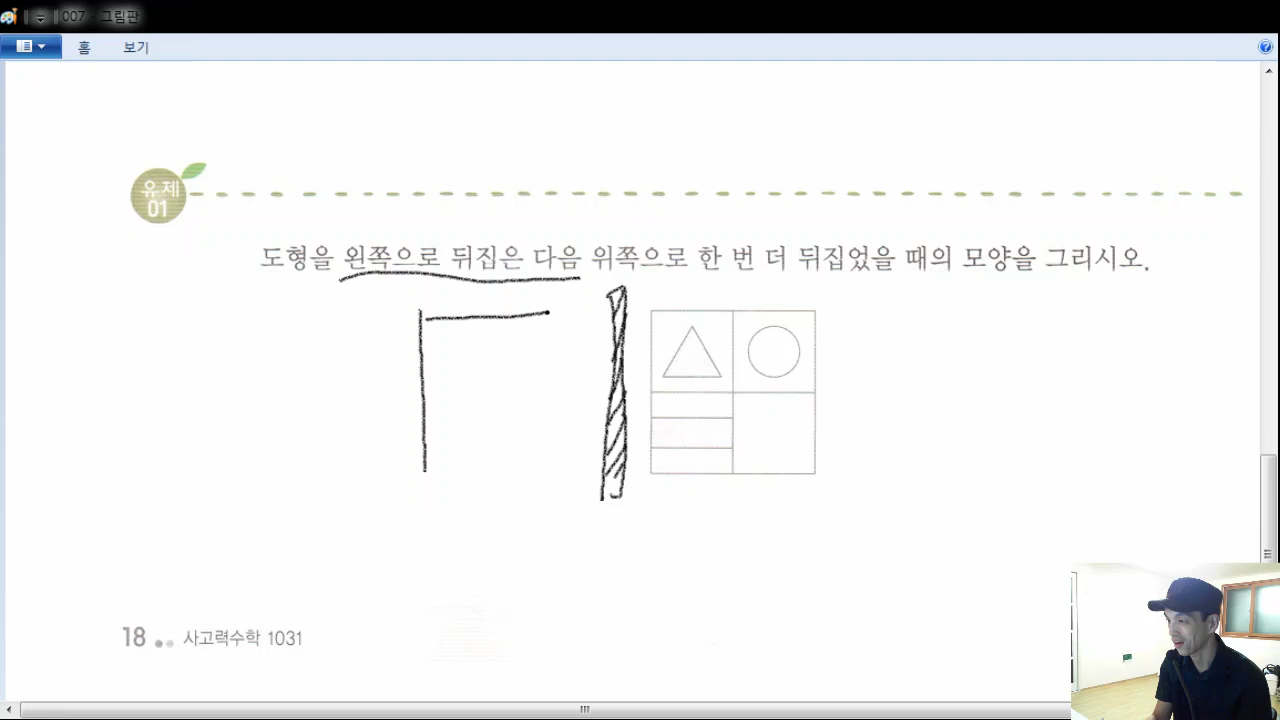 007 - 그림판
홈 보기
유제
01
도형을 왼쪽으로 뒤집은 다음 위쪽으로 한 번 더 뒤집었을 때의 모양을 그리시오.
18 사고력수학 1031